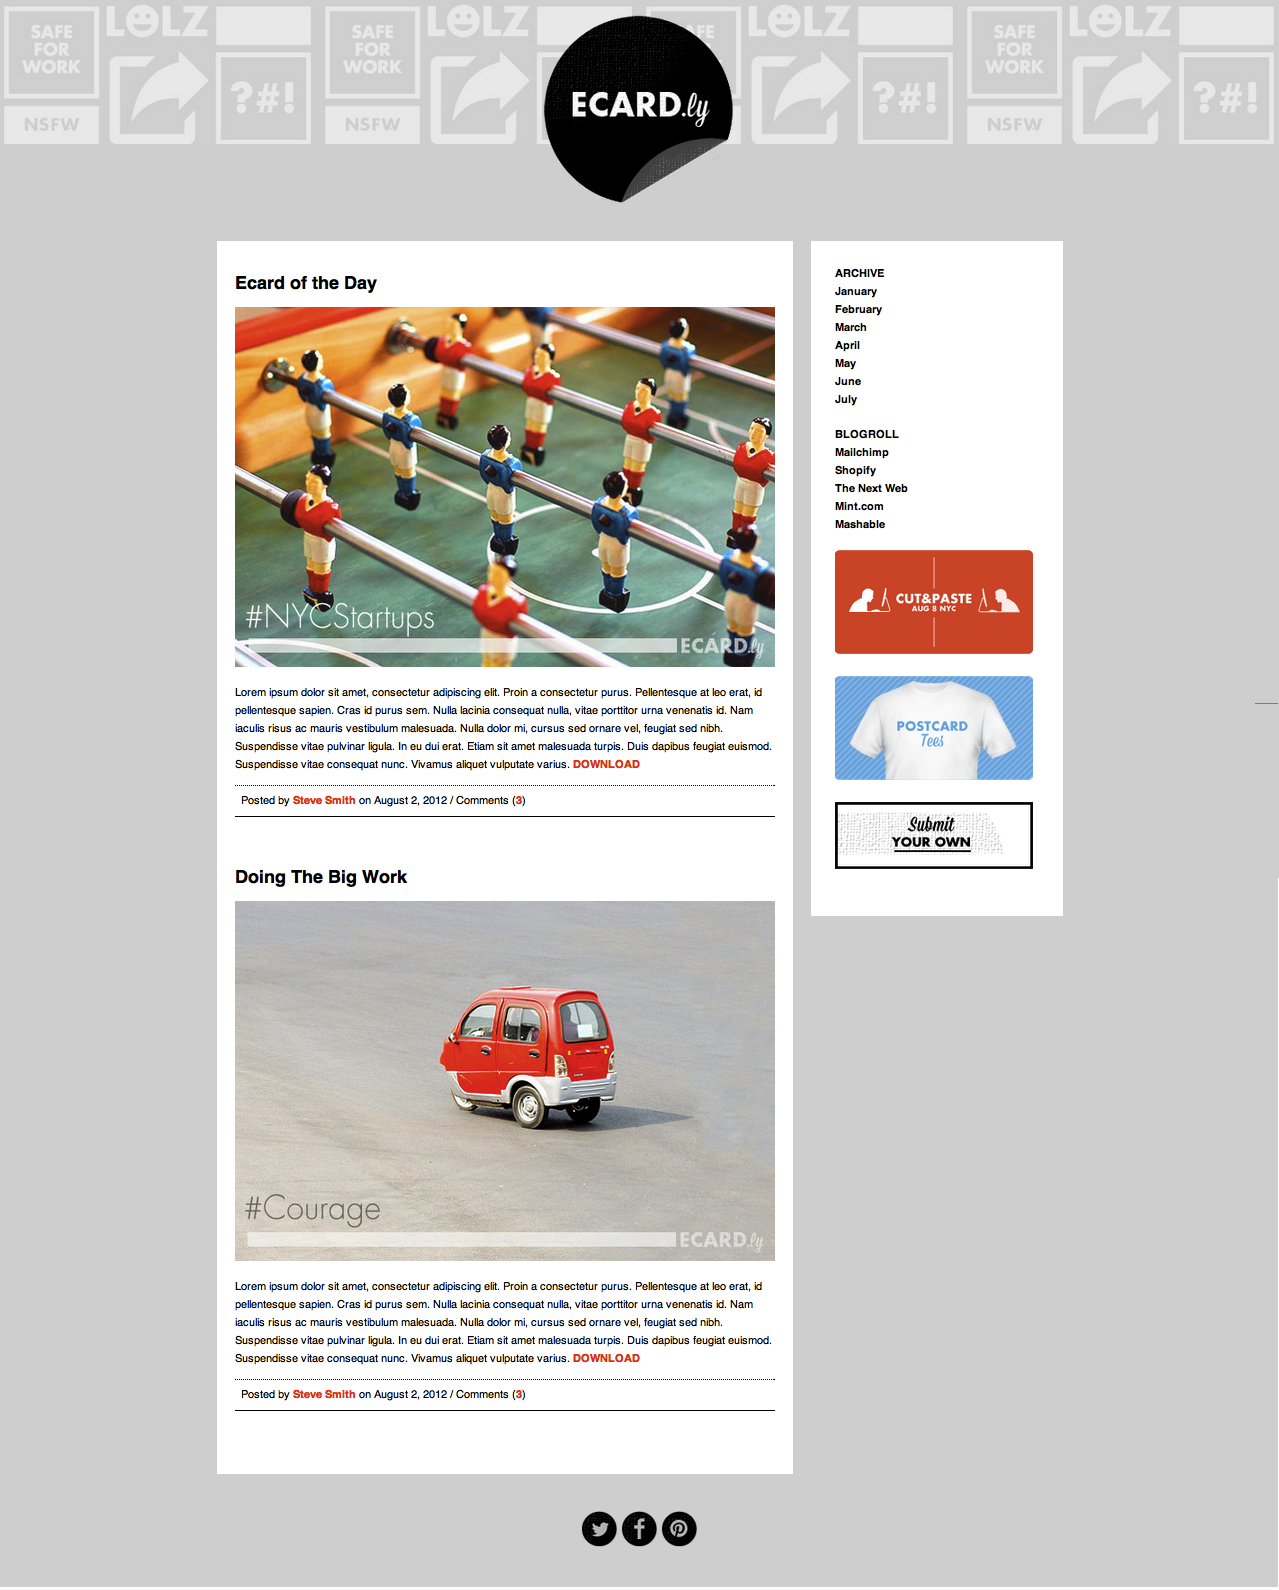 SAFE
FOR
WORK
NSFW
LOLZ
?#!
SAFE
FOR
WORK
NSFW
LOLZ
ECARD.ly
LOLZ
?#!
SAFE
FOR
WORK
NSFW
LOLZ
?#!
Ecard of the Day
#NYCStartups
ECARD.ly
Lorem ipsum dolor sit amet, consectetur adipiscing elit. Proin a consectetur purus. Pellentesque at leo erat, id
pellentesque sapien. Cras id purus sem. Nulla lacinia consequat nulla, vitae porttitor urna venenatis id. Nam
iaculis risus ac mauris vestibulum malesuada. Nulla dolor mi, cursus sed ornare vel, feugiat sed nibh.
Suspendisse vitae pulvinar ligula. In eu dui erat. Etiam sit amet malesuada turpis. Duis dapibus feugiat euismod.
Suspendisse vitae consequat nunc. Vivamus aliquet vulputate varius. DOWNLOAD
Posted by Steve Smith on August 2, 2012 / Comments (3)
Doing The Big Work
#Courage
ECARD.ly
Lorem ipsum dolor sit amet, consectetur adipiscing elit. Proin a consectetur purus. Pellentesque at leo erat, id
pellentesque sapien. Cras id purus sem. Nulla lacinia consequat nulla, vitae porttitor urna venenatis id. Nam
iaculis risus ac mauris vestibulum malesuada. Nulla dolor mi, cursus sed ornare vel, feugiat sed nibh.
Suspendisse vitae pulvinar ligula. In eu dui erat. Etiam sit amet malesuada turpis. Duis dapibus feugiat euismod.
Suspendisse vitae consequat nunc. Vivamus aliquet vulputate varius. DOWNLOAD
Posted by Steve Smith on August 2, 2012 / Comments (3)
ARCHIVE
January
February
March
April
May
June
July
BLOGROLL
Mailchimp
Shopify
The Next Web
Mint.com
Mashable
CUT&PASTE
AUG 8 NYC
POSTCARD
Tees
Submit
YOUR OWN